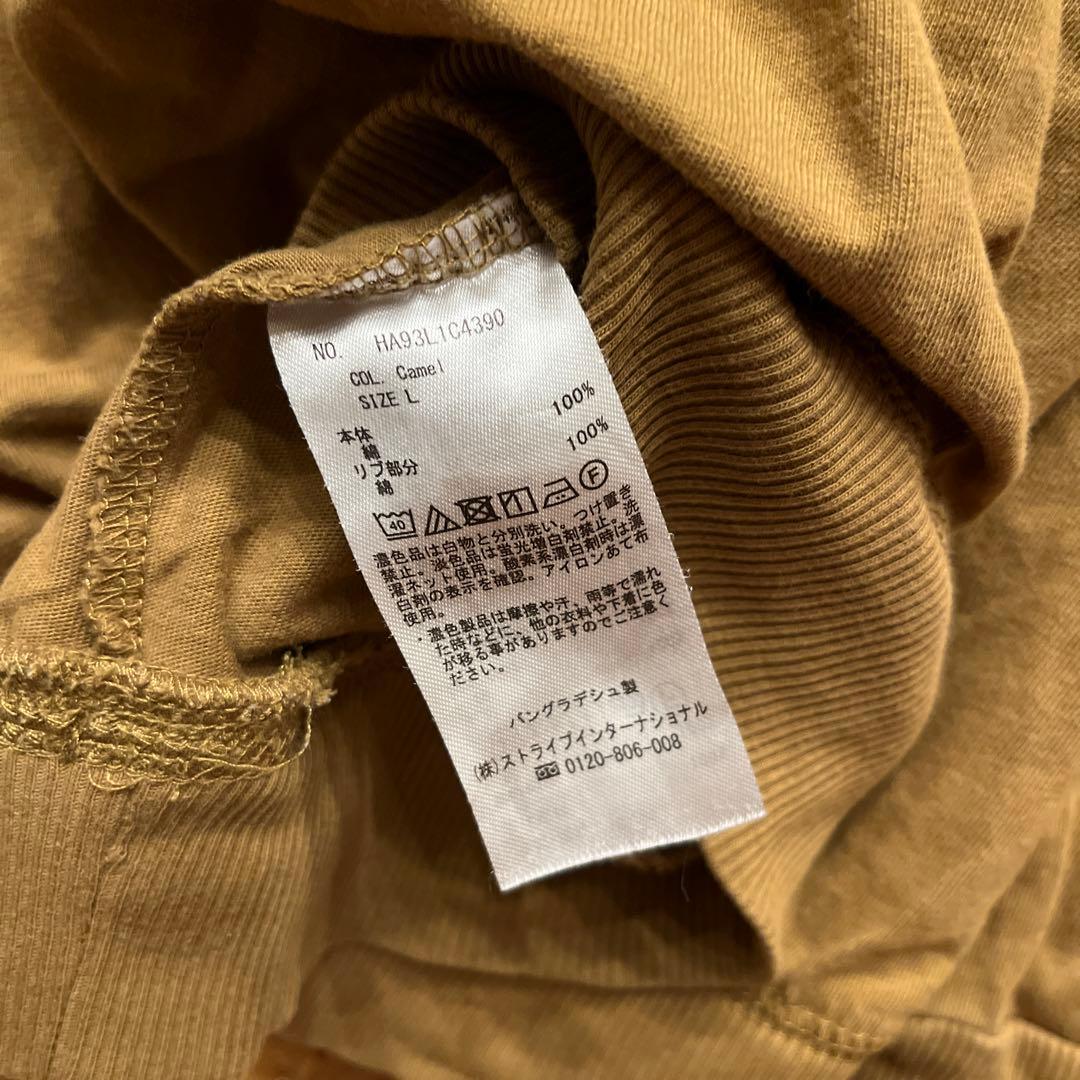 NO. HA93L1C4390
COL. Camel
SIZE L
本体
綿 100%
リブ部分
綿 100%
40 F
濃色品は白物と分別洗い。つけ置き
禁止。淡色品は蛍光増白剤禁止。洗
濯ネット使用。酸素系漂白剤時は漂
白剤の表示を確認。アイロンあて布
使用。
・濃色製品は摩擦や汗、雨等で濡れ
た時などに、他の衣料や下着に色
が移る事がありますのでご注意く
ださい。
バングラデシュ製
(株)ストライプインターナショナル
0120-806-008